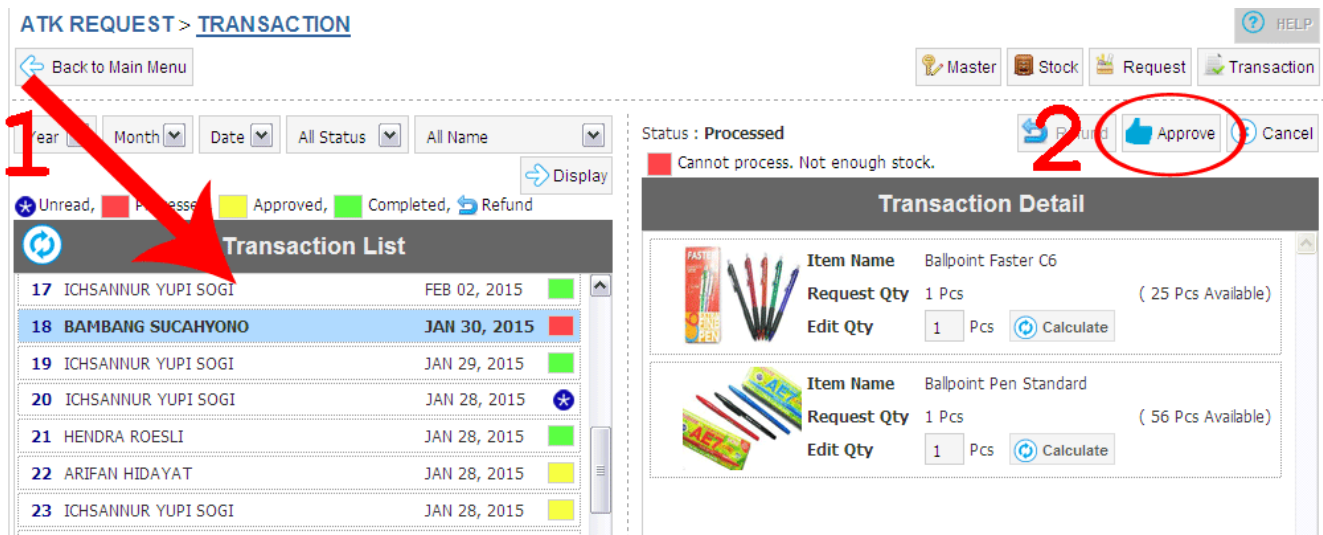 ATK REQUEST > TRANSACTION
HELP
Back to Main Menu
Master
Stock
Request
Transaction
1
Year
Month
Date
All Status
All Name
Display
Unread, Processed, Approved, Completed, Refund
Transaction List
17 ICHSANNUR YUPI SOGI FEB 02, 2015
18 BAMBANG SUCAHYONO JAN 30, 2015
19 ICHSANNUR YUPI SOGI JAN 29, 2015
20 ICHSANNUR YUPI SOGI JAN 28, 2015
21 HENDRA ROESLI JAN 28, 2015
22 ARIFAN HIDAYAT JAN 28, 2015
23 ICHSANNUR YUPI SOGI JAN 28, 2015
Status : Processed
2
Refund
Approve
Cancel
Cannot process. Not enough stock.
Transaction Detail
FASTER
Item Name Ballpoint Faster C6
Request Qty 1 Pcs ( 25 Pcs Available)
Edit Qty 1 Pcs Calculate
AE7
AE7
Item Name Ballpoint Pen Standard
Request Qty 1 Pcs ( 56 Pcs Available)
Edit Qty 1 Pcs Calculate